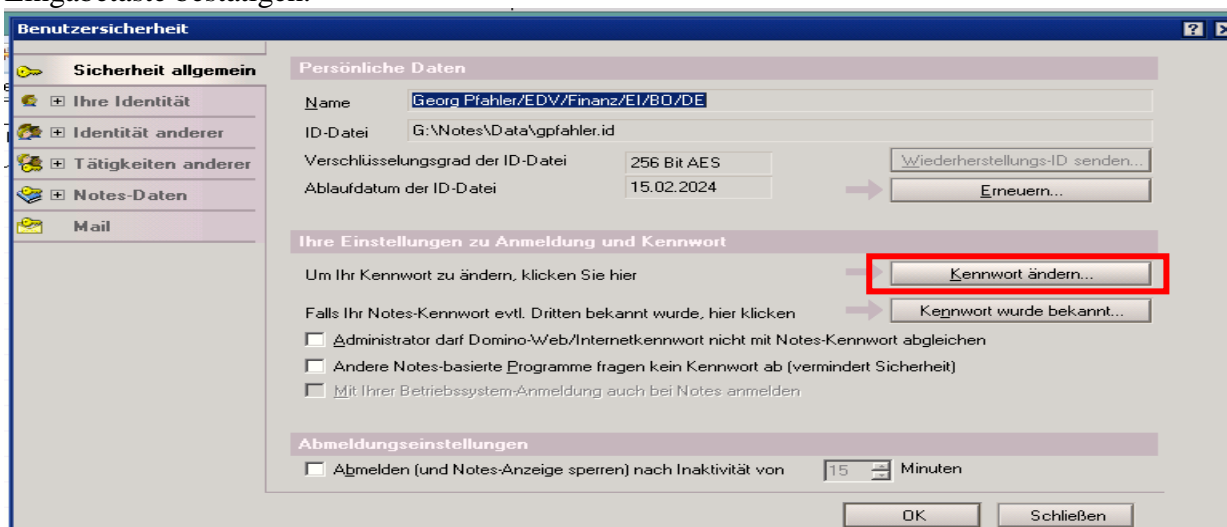 Eingabetaste bestätigen.
Benutzersicherheit
Sicherheit allgemein
Ihre Identität
Identität anderer
Tätigkeiten anderer
Notes-Daten
Mail
Persönliche Daten
Name Georg Pfahler/EDV/Finanz/EI/BO/DE
ID-Datei G:\Notes\Data\gpfahler.id
Verschlüsselungsgrad der ID-Datei 256 Bit AES Wiederherstellungs-ID senden...
Ablaufdatum der ID-Datei 15.02.2024 Erneuern...
Ihre Einstellungen zu Anmeldung und Kennwort
Um Ihr Kennwort zu ändern, klicken Sie hier Kennwort ändern...
Falls Ihr Notes-Kennwort evtl. Dritten bekannt wurde, hier klicken Kennwort wurde bekannt...
Administrator darf Domino-Web/Internetkennwort nicht mit Notes-Kennwort abgleichen
Andere Notes-basierte Programme fragen kein Kennwort ab (vermindert Sicherheit)
Mit Ihrer Betriebssystem-Anmeldung auch bei Notes anmelden
Abmeldungseinstellungen
Abmelden (und Notes-Anzeige sperren) nach Inaktivität von 15 Minuten
OK Schließen